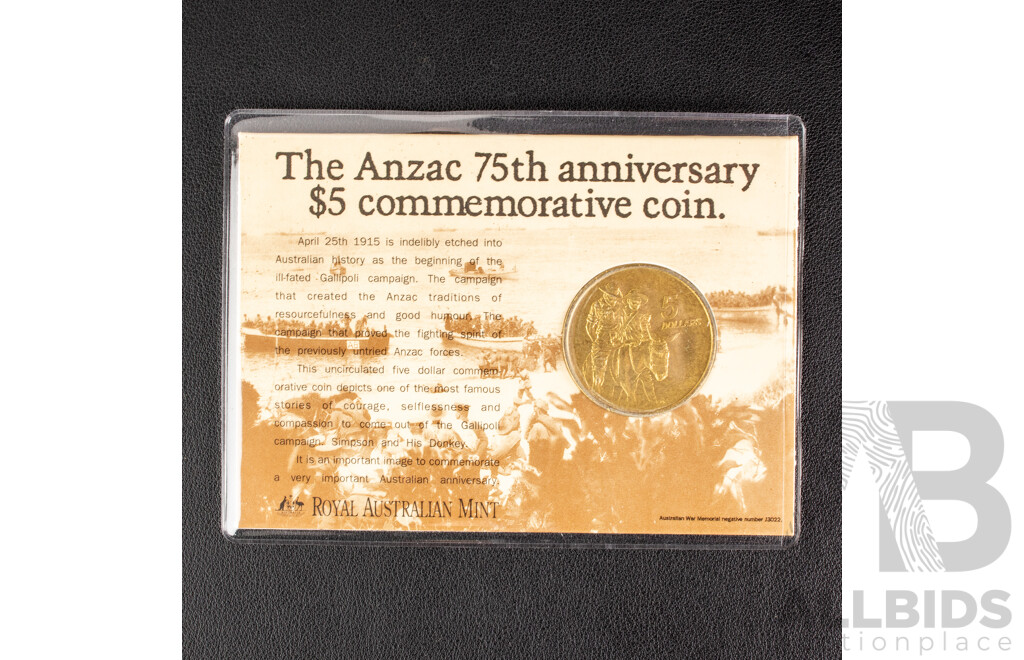 The Anzac 75th anniversary
$5 commemorative coin.
April 25th 1915 is indelibly etched into
Australian history as the beginning of the
ill-fated Gallipoli campaign. The campaign
that created the Anzac traditions of
resourcefulness and good humour. The
campaign that proved the fighting spirit of
the previously untried Anzac forces.
This uncirculated five dollar commem-
orative coin depicts one of the most famous
stories of courage, selflessness and
compassion to come out of the Gallipoli
campaign. Simpson and His Donkey.
It is an important image to commemorate
a very important Australian anniversary.
ROYAL AUSTRALIAN MINT
5
DOLLARS
Australian War Memorial negative number J3022.
B
LLBIDS
tionplace